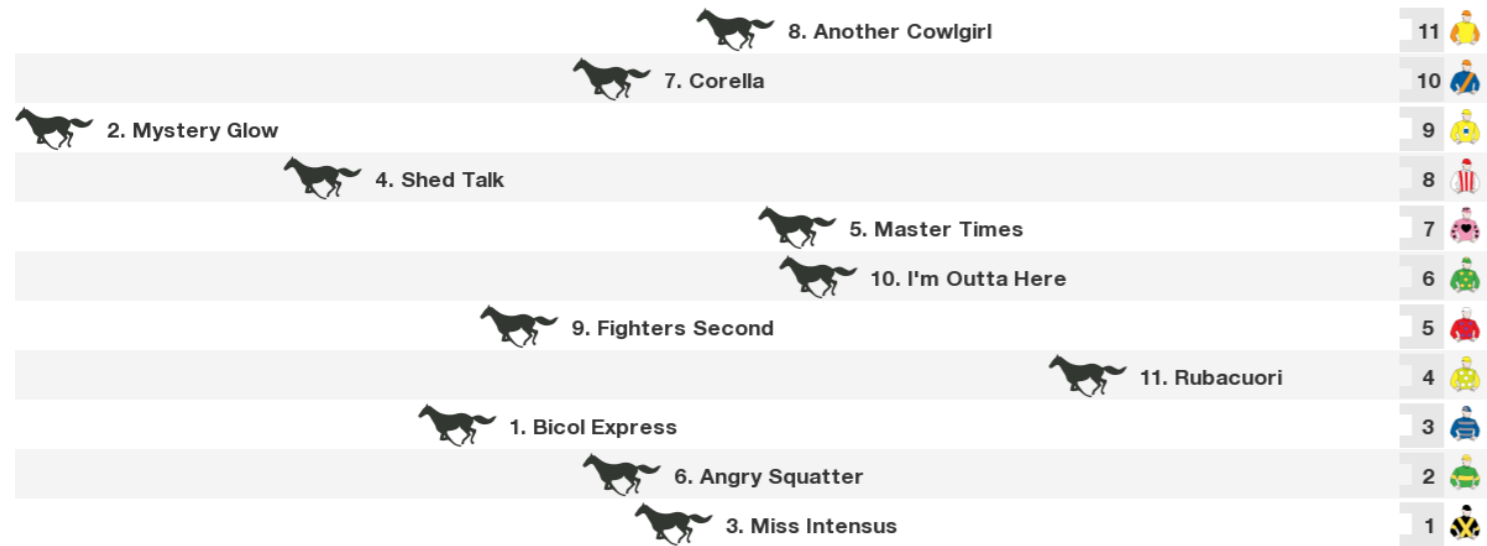 8. Another Cowlgirl 11
7. Corella 10
2. Mystery Glow 9
4. Shed Talk 8
5. Master Times 7
10. I'm Outta Here 6
9. Fighters Second 5
11. Rubacuori 4
1. Bicol Express 3
6. Angry Squatter 2
3. Miss Intensus 1